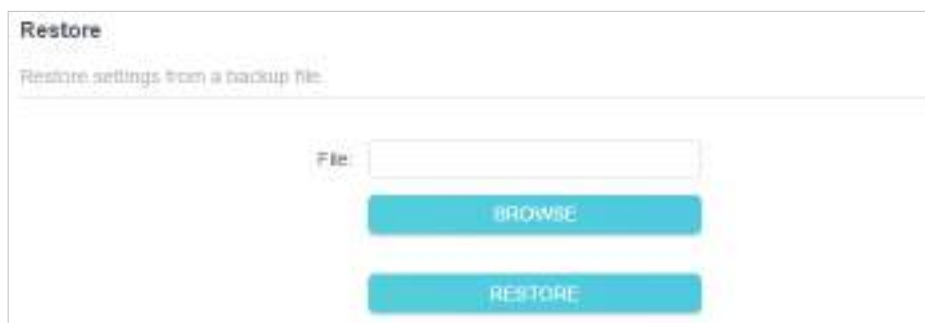 Restore
Restore settings from a backup file.
File:
BROWSE
RESTORE